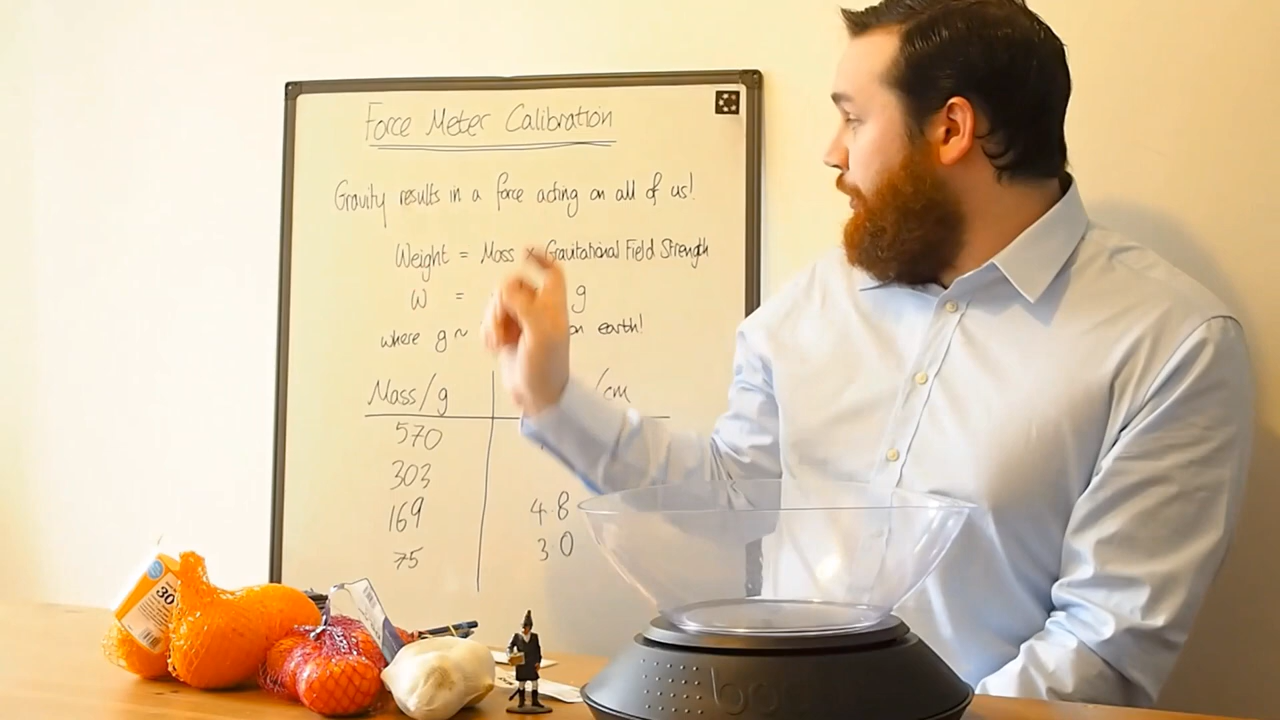 Force Meter Calibration
Gravity results in a force acting on all of us!
Weight = Mass × Gravitational Field Strength
W = g
where g ~ on earth!
Mass/g /cm
570
303
169 4.8
75 3.0
30